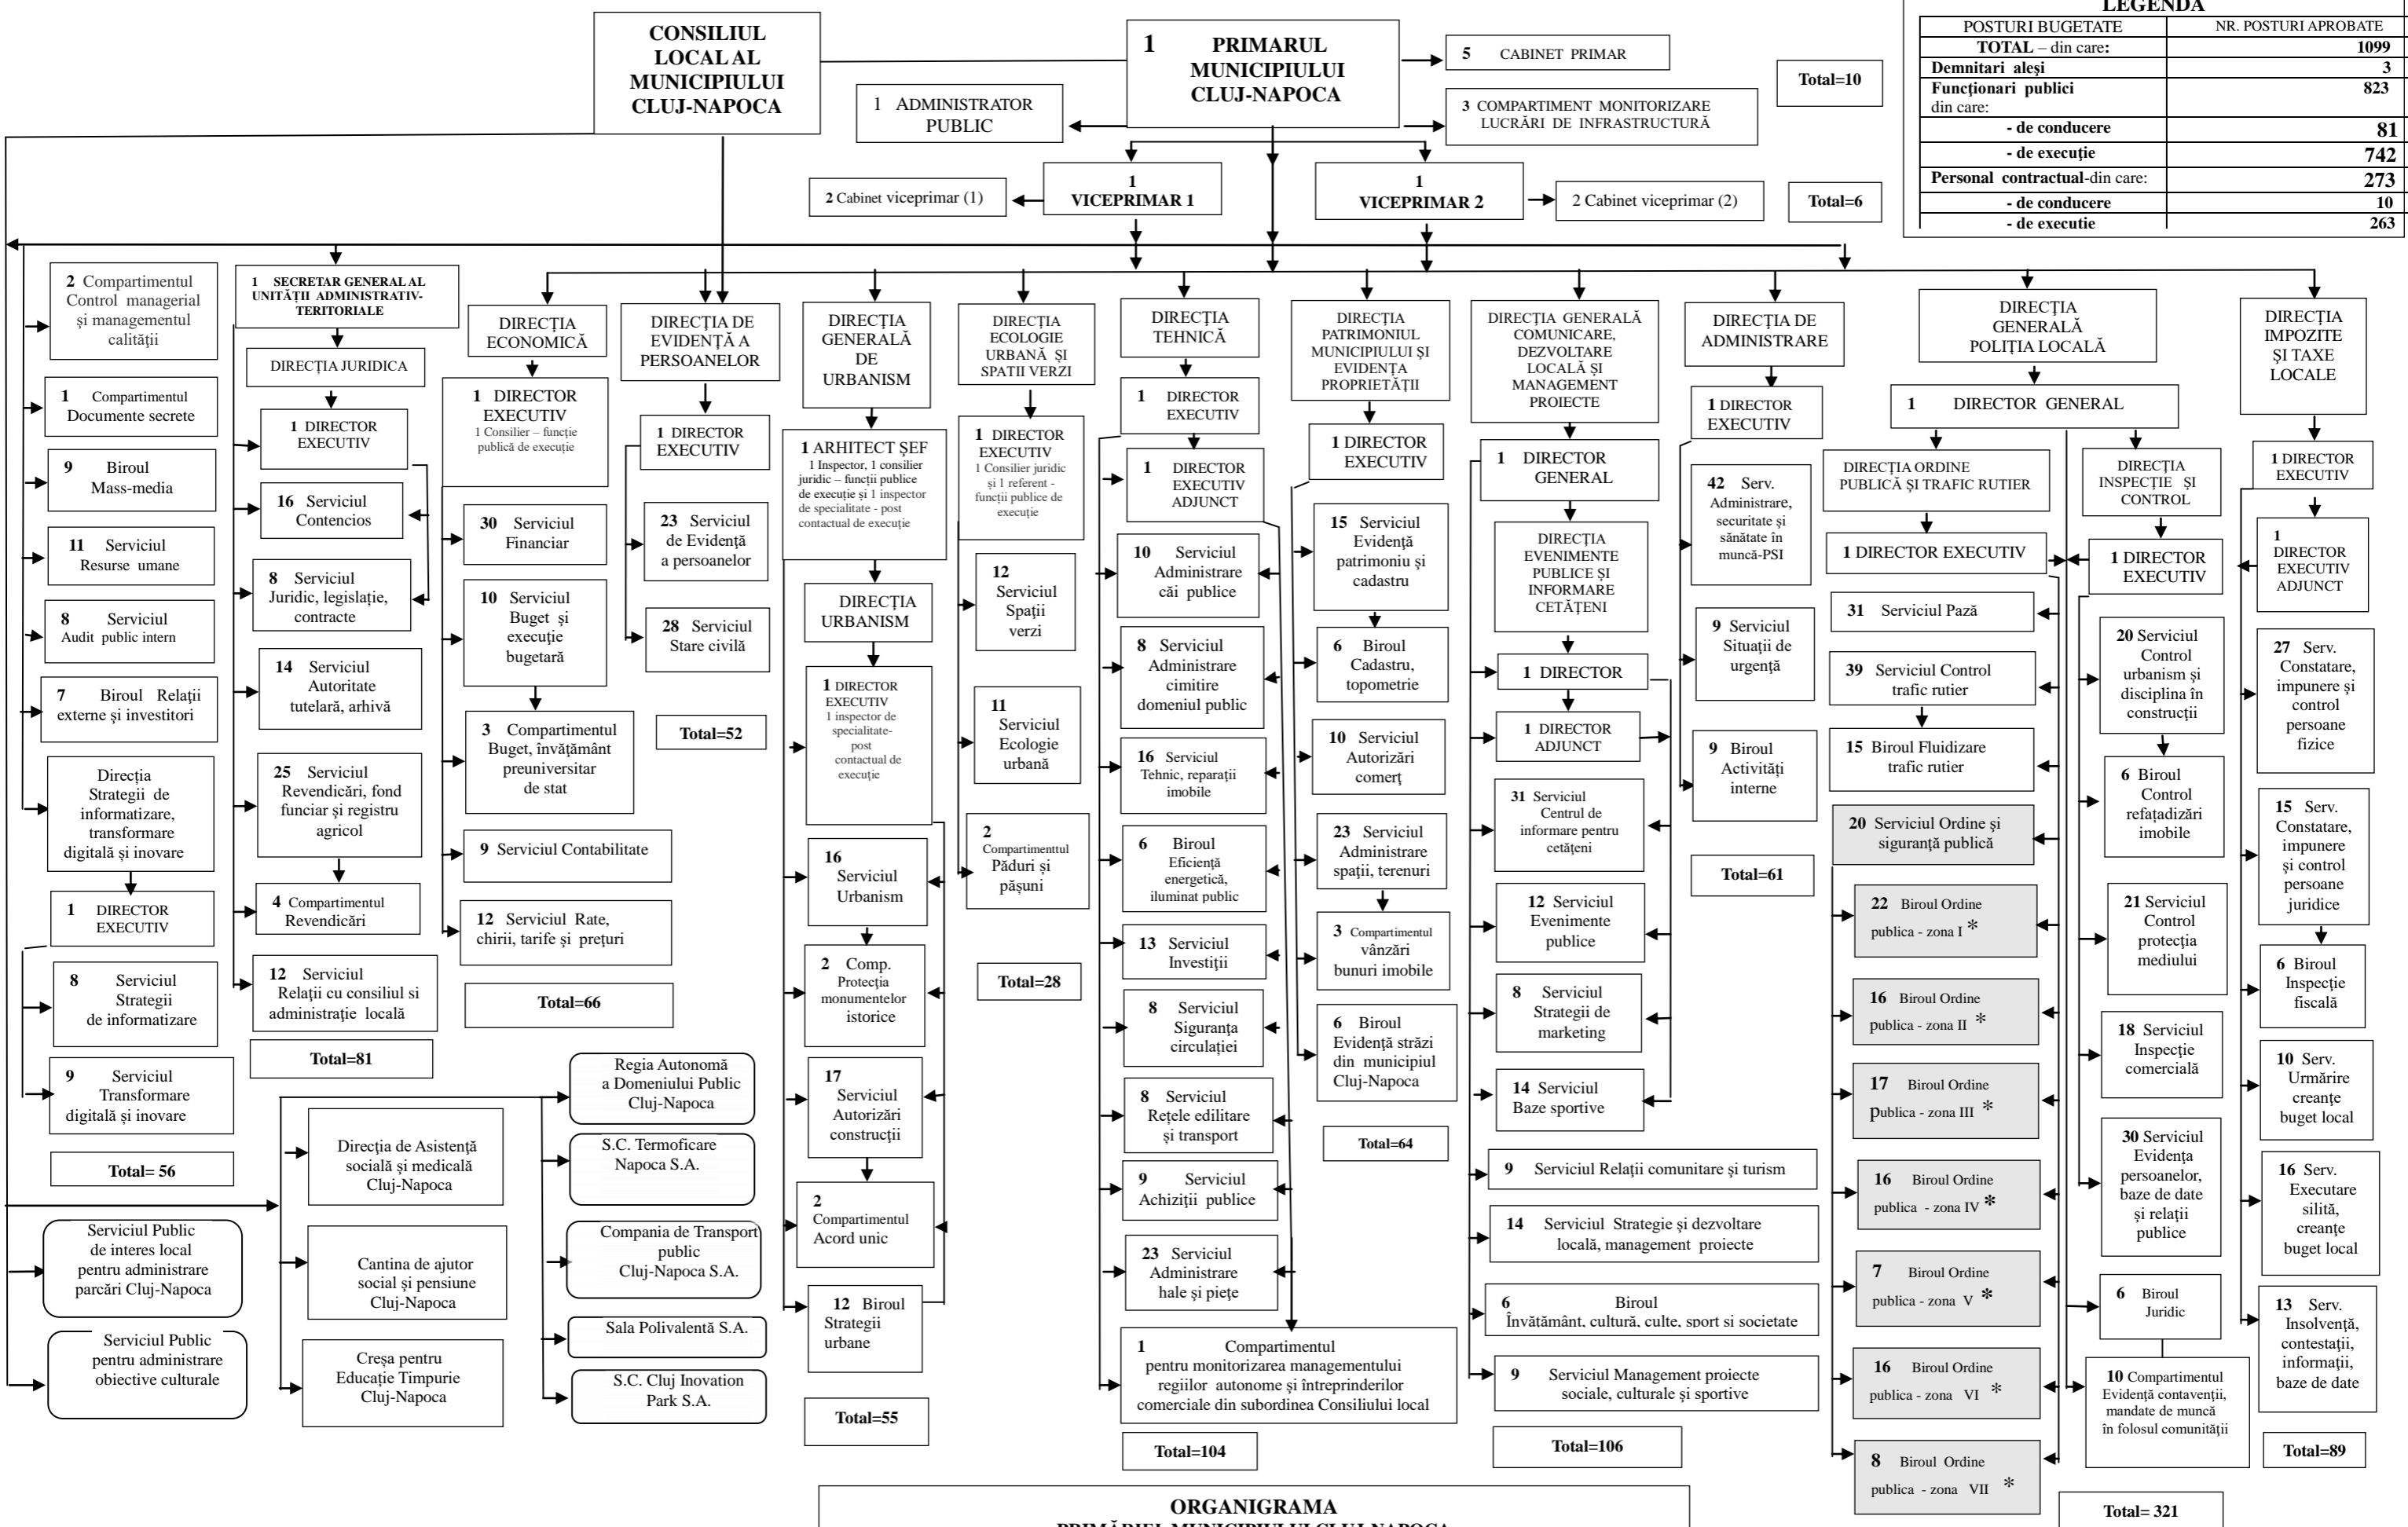 LEGENDA
POSTURI BUGETATE NR. POSTURI APROBATE
TOTAL – din care: 1099
Demnitari aleși 3
Funcționari publici 823
din care:
- de conducere 81
- de execuție 742
Personal contractual-din care: 273
- de conducere 10
- de executie 263
CONSILIUL
LOCAL AL
MUNICIPIULUI
CLUJ-NAPOCA
1 PRIMARUL
MUNICIPIULUI
CLUJ-NAPOCA
5 CABINET PRIMAR
Total=10
1 ADMINISTRATOR
PUBLIC
3 COMPARTIMENT MONITORIZARE
LUCRĂRI DE INFRASTRUCTURĂ
2 Cabinet viceprimar (1)
1
VICEPRIMAR 1
1
VICEPRIMAR 2
2 Cabinet viceprimar (2)
Total=6
2 Compartimentul
Control managerial
și managementul
calității
1 Compartimentul
Documente secrete
9 Biroul
Mass-media
11 Serviciul
Resurse umane
8 Serviciul
Audit public intern
7 Biroul Relații
externe și investitori
Direcția
Strategii de
informatizare,
transformare
digitală și inovare
1 DIRECTOR
EXECUTIV
8 Serviciul
Strategii
de informatizare
9 Serviciul
Transformare
digitală și inovare
Total= 56
1 SECRETAR GENERAL AL
UNITĂȚII ADMINISTRATIV-
TERITORIALE
DIRECȚIA JURIDICA
1 DIRECTOR
EXECUTIV
16 Serviciul
Contencios
8 Serviciul
Juridic, legislație,
contracte
14 Serviciul
Autoritate
tutelară, arhivă
25 Serviciul
Revendicări, fond
funciar și registru
agricol
4 Compartimentul
Revendicări
12 Serviciul
Relații cu consiliul si
administrație locală
Total=81
DIRECȚIA
ECONOMICĂ
1 DIRECTOR
EXECUTIV
1 Consilier – funcție
publică de execuție
30 Serviciul
Financiar
10 Serviciul
Buget și
execuție
bugetară
3 Compartimentul
Buget, învățământ
preuniversitar
de stat
9 Serviciul Contabilitate
12 Serviciul Rate,
chirii, tarife și prețuri
Total=66
DIRECȚIA DE
EVIDENȚĂ A
PERSOANELOR
1 DIRECTOR
EXECUTIV
23 Serviciul
de Evidență
a persoanelor
28 Serviciul
Stare civilă
Total=52
DIRECȚIA
GENERALĂ
DE
URBANISM
1 ARHITECT ȘEF
1 Inspector, 1 consilier
juridic – funcții publice
de execuție și 1 inspector
de specialitate - post
contactual de execuție
DIRECȚIA
URBANISM
1 DIRECTOR
EXECUTIV
1 inspector de
specialitate-
post
contactual de
execuție
16
Serviciul
Urbanism
2 Comp.
Protecția
monumentelor
istorice
17
Serviciul
Autorizări
construcții
2
Compartimentul
Acord unic
12 Biroul
Strategii
urbane
Total=55
DIRECȚIA
ECOLOGIE
URBANĂ ȘI
SPATII VERZI
1 DIRECTOR
EXECUTIV
1 Consilier juridic
și 1 referent -
funcții publice de
execuție
12
Serviciul
Spații
verzi
11
Serviciul
Ecologie
urbană
2
Compartimenttul
Păduri și
pășuni
Total=28
DIRECȚIA
TEHNICĂ
1 DIRECTOR
EXECUTIV
1 DIRECTOR
EXECUTIV
ADJUNCT
10 Serviciul
Administrare
căi publice
8 Serviciul
Administrare
cimitire
domeniul public
16 Serviciul
Tehnic, reparații
imobile
6 Biroul
Eficiență
energetică,
iluminat public
13 Serviciul
Investiții
8 Serviciul
Siguranța
circulației
8 Serviciul
Rețele edilitare
și transport
9 Serviciul
Achiziții publice
23 Serviciul
Administrare
hale și piețe
1 Compartimentul
pentru monitorizarea managementului
regiilor autonome și întreprinderilor
comerciale din subordinea Consiliului local
Total=104
DIRECȚIA
PATRIMONIUL
MUNICIPIULUI ȘI
EVIDENȚA
PROPRIETĂȚII
1 DIRECTOR
EXECUTIV
15 Serviciul
Evidență
patrimoniu și
cadastru
6 Birou
Cadastru,
topometrie
10 Serviciul
Autorizări
comerț
23 Serviciul
Administrare
spații, terenuri
3 Compartimentul
vânzări
bunuri imobile
6 Biroul
Evidență străzi
din municipiul
Cluj-Napoca
Total=64
DIRECȚIA GENERALĂ
COMUNICARE,
DEZVOLTARE
LOCALĂ ȘI
MANAGEMENT
PROIECTE
1 DIRECTOR
GENERAL
DIRECȚIA
EVENIMENTE
PUBLICE ȘI
INFORMARE
CETĂȚENI
1 DIRECTOR
1 DIRECTOR
ADJUNCT
31 Serviciul
Centrul de
informare pentru
cetățeni
12 Serviciul
Evenimente
publice
8 Serviciul
Strategii de
marketing
14 Serviciul
Baze sportive
9 Serviciul Relații comunitare și turism
14 Serviciul Strategie și dezvoltare
locală, management proiecte
6 Biroul
Învățământ, cultură, culte, sport si societate
9 Serviciul Management proiecte
sociale, culturale și sportive
Total=106
DIRECȚIA DE
ADMINISTRARE
1 DIRECTOR
EXECUTIV
42 Serv.
Administrare,
securitate și
sănătate în
muncă-PSI
9 Serviciul
Situații de
urgență
9 Biroul
Activități
interne
Total=61
DIRECȚIA
GENERALĂ
POLIȚIA LOCALĂ
1 DIRECTOR GENERAL
DIRECȚIA ORDINE
PUBLICĂ ȘI TRAFIC RUTIER
1 DIRECTOR EXECUTIV
31 Serviciul Pază
39 Serviciul Control
trafic rutier
15 Biroul Fluidizare
trafic rutier
20 Serviciul Ordine și
siguranță publică
22 Biroul Ordine
publica - zona I *
16 Biroul Ordine
publica - zona II *
17 Biroul Ordine
publica - zona III *
16 Biroul Ordine
publica - zona IV *
7 Biroul Ordine
publica - zona V *
16 Biroul Ordine
publica - zona VI *
8 Biroul Ordine
publica - zona VII *
DIRECȚIA
INSPECȚIE ȘI
CONTROL
1 DIRECTOR
EXECUTIV
20 Serviciul
Control
urbanism și
disciplina în
construcții
6 Biroul
Control
refațadizări
imobile
21 Serviciul
Control
protecția
mediului
18 Serviciul
Inspecție
comercială
30 Serviciul
Evidența
persoanelor,
baze de date
și relații
publice
6 Biroul
Juridic
10 Compartimentul
Evidență contavenții,
mandate de muncă
în folosul comunității
Total= 321
DIRECȚIA
IMPOZITE
ȘI TAXE
LOCALE
1 DIRECTOR
EXECUTIV
1
DIRECTOR
EXECUTIV
ADJUNCT
27 Serv.
Constatare,
impunere și
control
persoane
fizice
15 Serv.
Constatare,
impunere
și control
persoane
juridice
6 Biroul
Inspecție
fiscală
10 Serv.
Urmărire
creanțe
buget local
16 Serv.
Executare
silită,
creanțe
buget local
13 Serv.
Insolvență,
contestații,
informații,
baze de date
Total=89
Serviciul Public
de interes local
pentru administrare
parcări Cluj-Napoca
Serviciul Public
pentru administrare
obiective culturale
Direcția de Asistență
socială și medicală
Cluj-Napoca
Cantina de ajutor
social și pensiune
Cluj-Napoca
Creșa pentru
Educație Timpurie
Cluj-Napoca
Regia Autonomă
a Domeniului Public
Cluj-Napoca
S.C. Termoficare
Napoca S.A.
Compania de Transport
public
Cluj-Napoca S.A.
Sala Polivalentă S.A.
S.C. Cluj Inovation
Park S.A.
ORGANIGRAMA
PRIMĂRIEI MUNICIPIULUI CLUJ-NAPOCA